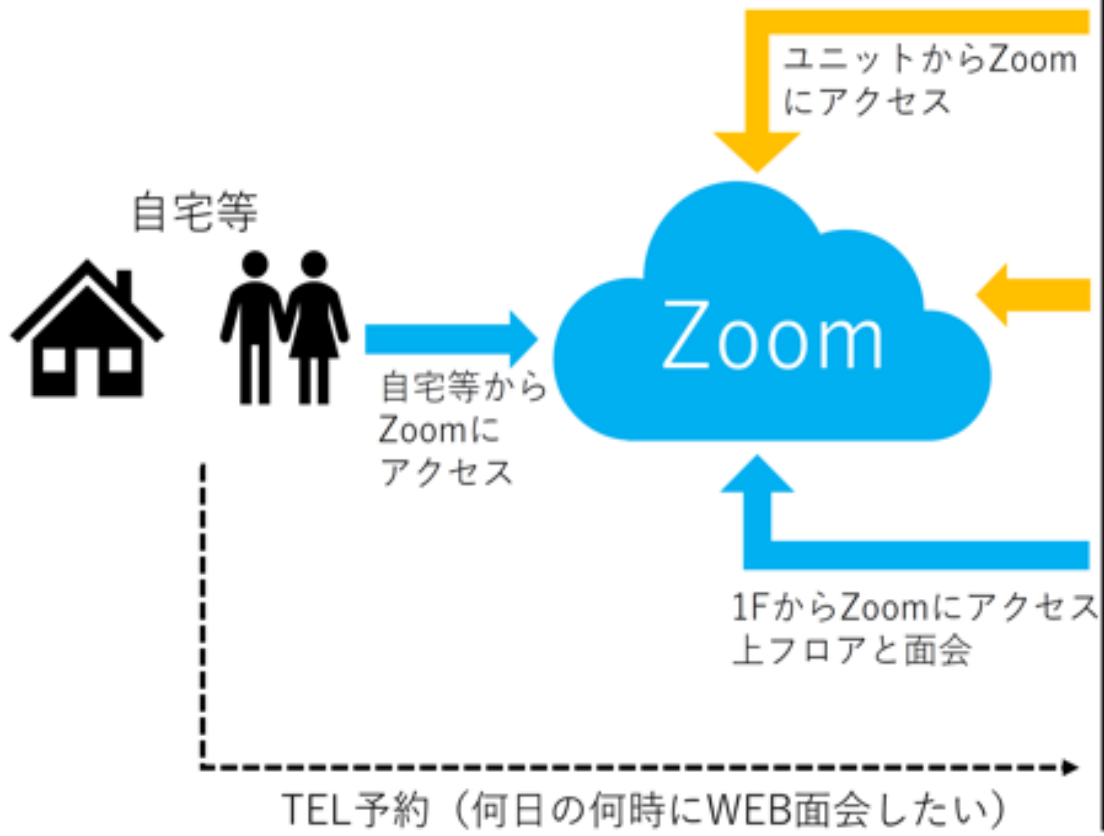 ユニットからZoom
にアクセス
自宅等
Zoom
自宅等から
Zoomに
アクセス
1FからZoomにアクセス
上フロアと面会
TEL予約（何日の何時にWEB面会したい）